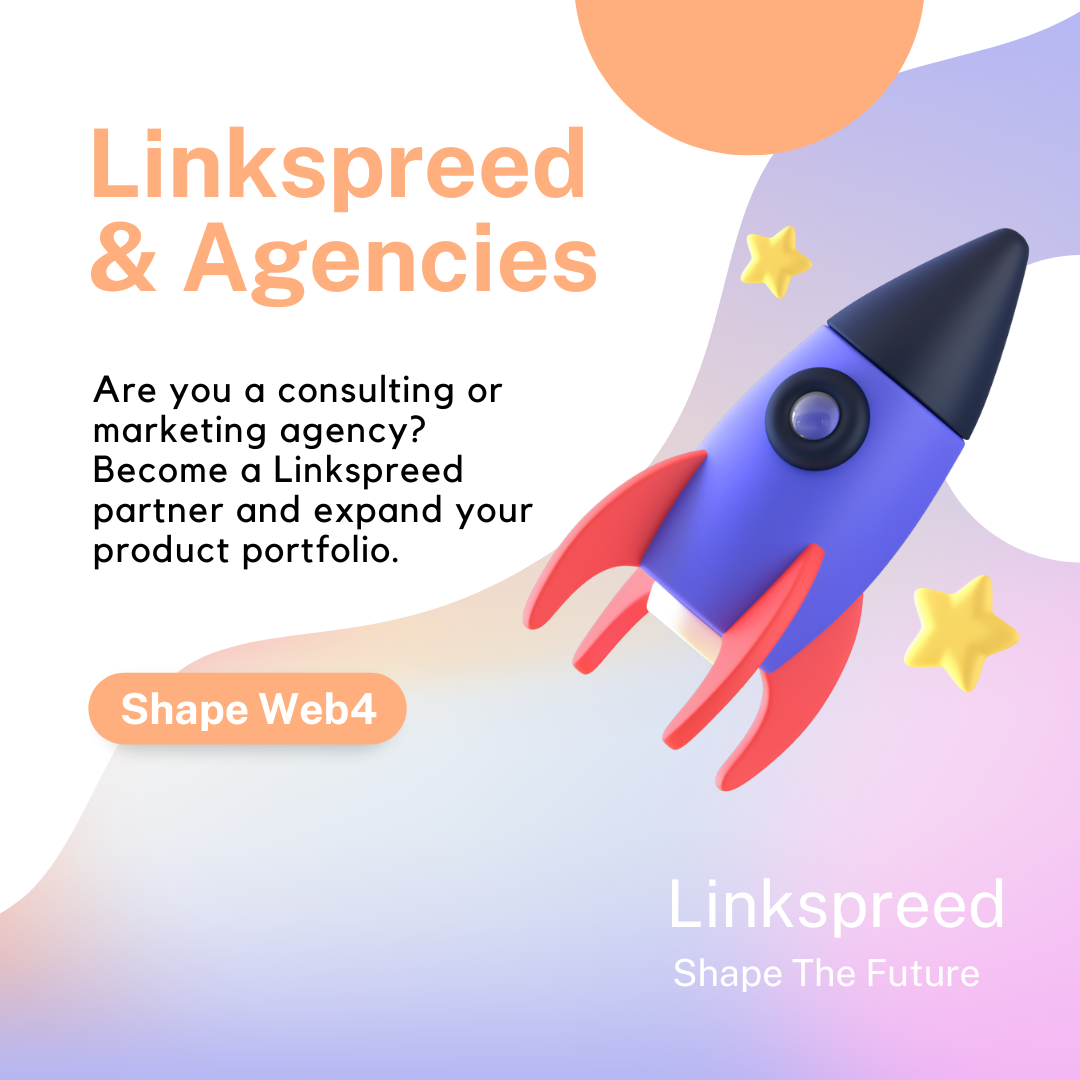 Linkspreed
& Agencies
Are you a consulting or
marketing agency?
Become a Linkspreed
partner and expand your
product portfolio.
Shape Web4
Linkspreed
Shape The Future